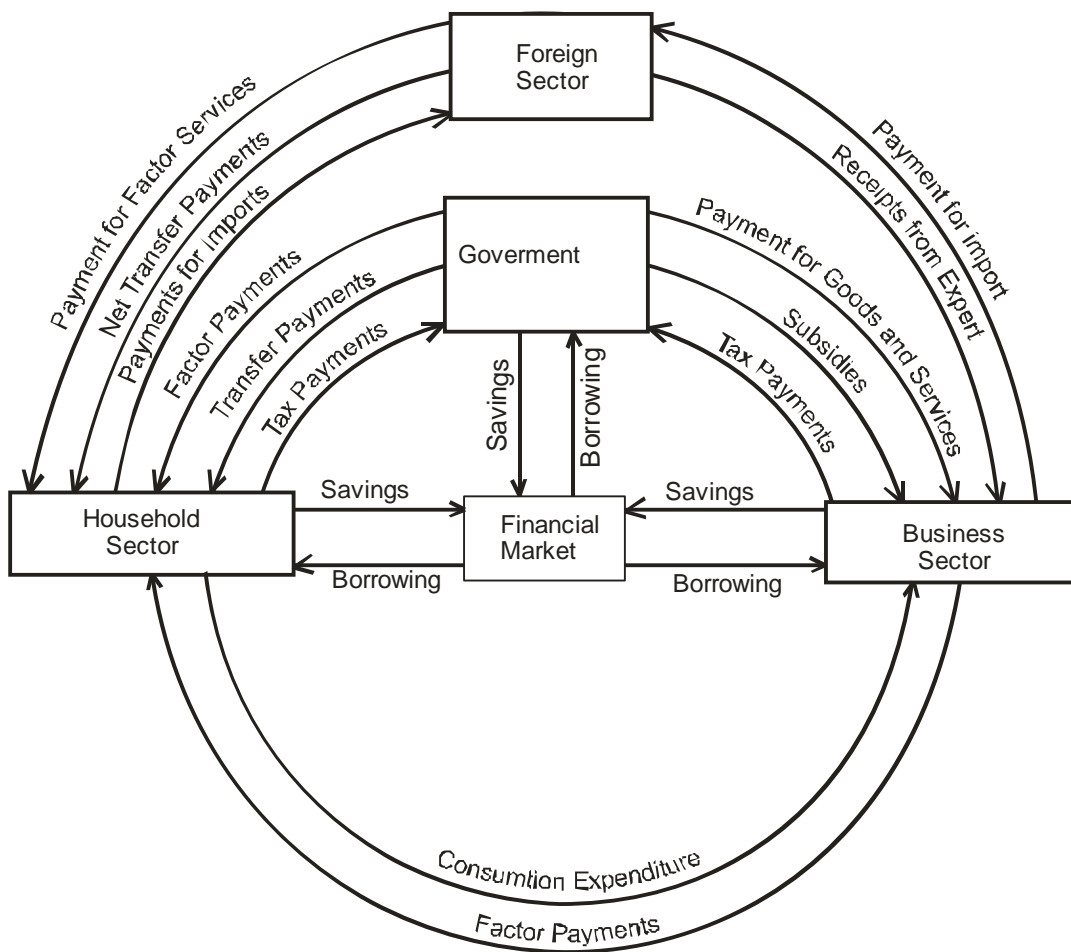 Foreign
Sector
Payment for Factor Services
Net Transfer Payments
Payments for Imports
Payment for import
Receipts from Expert
Goverment
Factor Payments
Transfer Payments
Tax Payments
Payment for Goods and Services
Subsidies
Tax Payments
Savings
Borrowing
Household
Sector
Savings
Borrowing
Financial
Market
Savings
Borrowing
Business
Sector
Consumtion Expenditure
Factor Payments